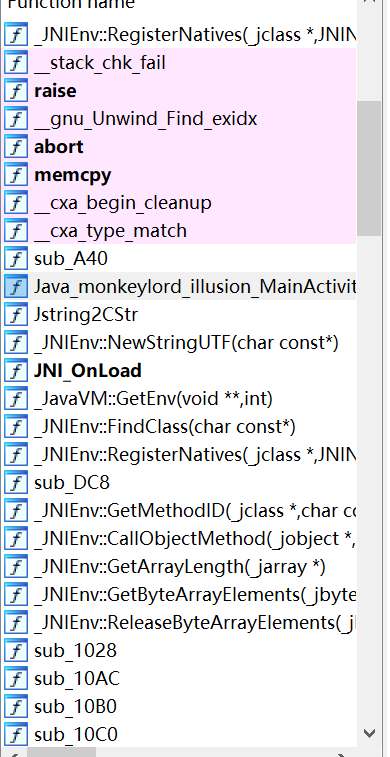 Function name
_JNIEnv::RegisterNatives(_jclass *,JNIN
__stack_chk_fail
raise
__gnu_Unwind_Find_exidx
abort
memcpy
__cxa_begin_cleanup
__cxa_type_match
sub_A40
Java_monkeylord_illusion_MainActivit
Jstring2CStr
_JNIEnv::NewStringUTF(char const*)
JNI_OnLoad
_JavaVM::GetEnv(void **,int)
_JNIEnv::FindClass(char const*)
_JNIEnv::RegisterNatives(_jclass *,JNIN
sub_DC8
_JNIEnv::GetMethodID(_jclass *,char co
_JNIEnv::CallObjectMethod(_jobject *,
_JNIEnv::GetArrayLength(_jarray *)
_JNIEnv::GetByteArrayElements(_jbyte
_JNIEnv::ReleaseByteArrayElements(_j
sub_1028
sub_10AC
sub_10B0
sub_10C0